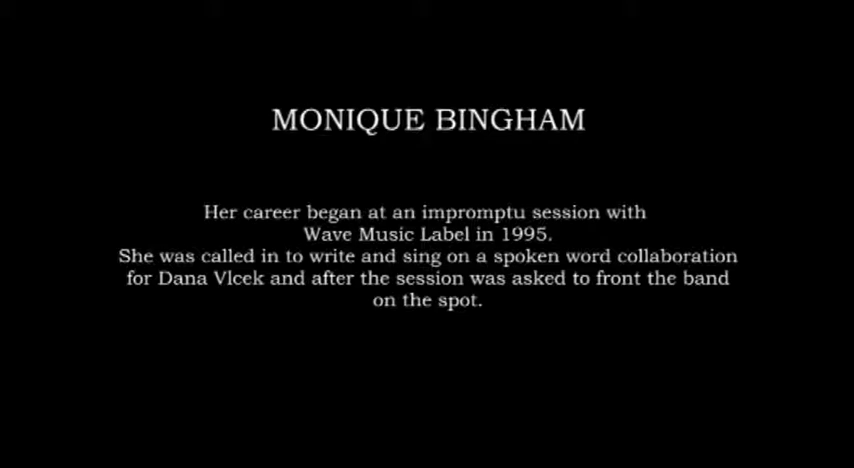 MONIQUE BINGHAM
Her career began at an impromptu session with
Wave Music Label in 1995.
She was called in to write and sing on a spoken word collaboration
for Dana Vlcek and after the session was asked to front the band
on the spot.